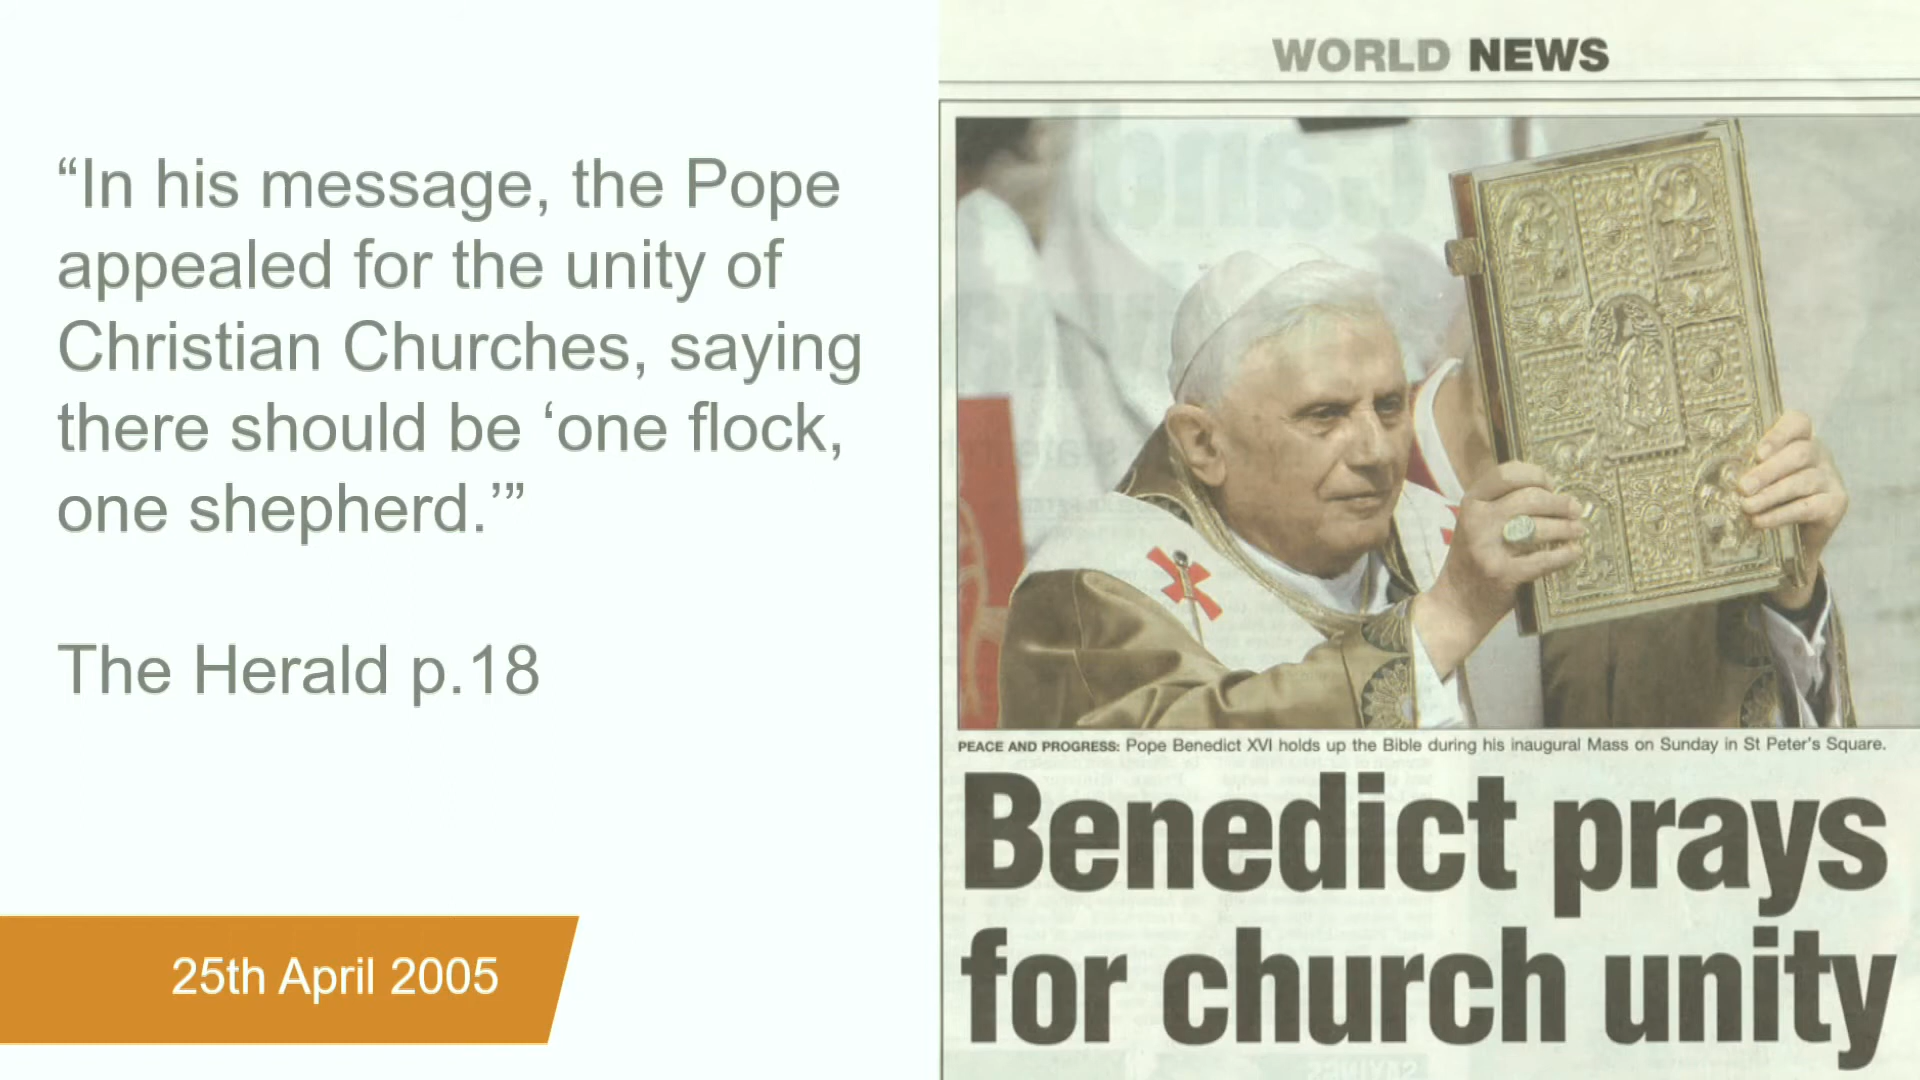 “In his message, the Pope
appealed for the unity of
Christian Churches, saying
there should be ‘one flock,
one shepherd.’”
The Herald p.18
25th April 2005
WORLD NEWS
PEACE AND PROGRESS: Pope Benedict XVI holds up the Bible during his inaugural Mass on Sunday in St Peter's Square.
Benedict prays
for church unity